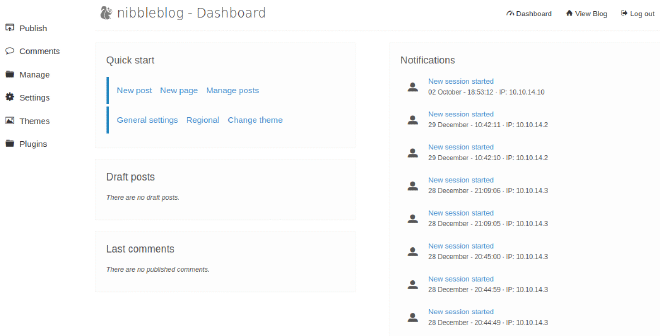 nibbleblog - Dashboard
Dashboard View Blog Log out
Publish
Comments
Manage
Settings
Themes
Plugins
Quick start
New post New page Manage posts
General settings Regional Change theme
Draft posts
There are no draft posts.
Last comments
There are no published comments.
Notifications
New session started
02 October - 18:53:12 - IP: 10.10.14.10
New session started
29 December - 10:42:11 - IP: 10.10.14.2
New session started
29 December - 10:42:10 - IP: 10.10.14.2
New session started
28 December - 21:09:06 - IP: 10.10.14.3
New session started
28 December - 21:09:05 - IP: 10.10.14.3
New session started
28 December - 20:45:00 - IP: 10.10.14.3
New session started
28 December - 20:44:59 - IP: 10.10.14.3
New session started
28 December - 20:44:49 - IP: 10.10.14.3